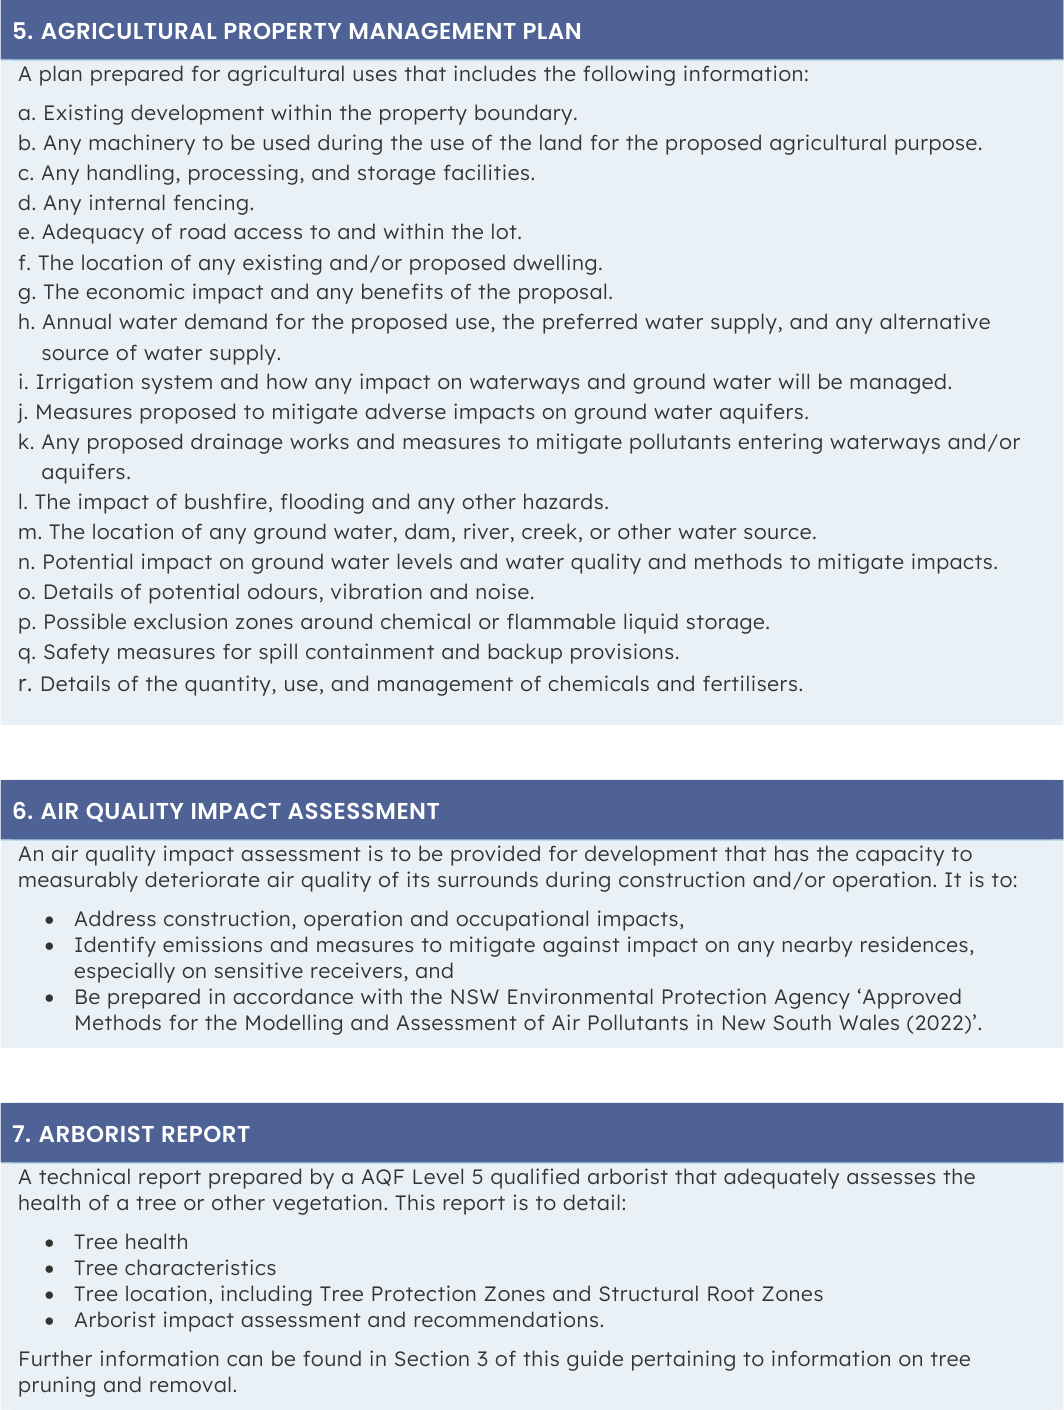 5. AGRICULTURAL PROPERTY MANAGEMENT PLAN
A plan prepared for agricultural uses that includes the following information:
a. Existing development within the property boundary.
b. Any machinery to be used during the use of the land for the proposed agricultural purpose.
c. Any handling, processing, and storage facilities.
d. Any internal fencing.
e. Adequacy of road access to and within the lot.
f. The location of any existing and/or proposed dwelling.
g. The economic impact and any benefits of the proposal.
h. Annual water demand for the proposed use, the preferred water supply, and any alternative
source of water supply.
i. Irrigation system and how any impact on waterways and ground water will be managed.
j. Measures proposed to mitigate adverse impacts on ground water aquifers.
k. Any proposed drainage works and measures to mitigate pollutants entering waterways and/or
aquifers.
l. The impact of bushfire, flooding and any other hazards.
m. The location of any ground water, dam, river, creek, or other water source.
n. Potential impact on ground water levels and water quality and methods to mitigate impacts.
o. Details of potential odours, vibration and noise.
p. Possible exclusion zones around chemical or flammable liquid storage.
q. Safety measures for spill containment and backup provisions.
r. Details of the quantity, use, and management of chemicals and fertilisers.
6. AIR QUALITY IMPACT ASSESSMENT
An air quality impact assessment is to be provided for development that has the capacity to
measurably deteriorate air quality of its surrounds during construction and/or operation. It is to:
• Address construction, operation and occupational impacts,
• Identify emissions and measures to mitigate against impact on any nearby residences,
especially on sensitive receivers, and
• Be prepared in accordance with the NSW Environmental Protection Agency ‘Approved
Methods for the Modelling and Assessment of Air Pollutants in New South Wales (2022)’.
7. ARBORIST REPORT
A technical report prepared by a AQF Level 5 qualified arborist that adequately assesses the
health of a tree or other vegetation. This report is to detail:
• Tree health
• Tree characteristics
• Tree location, including Tree Protection Zones and Structural Root Zones
• Arborist impact assessment and recommendations.
Further information can be found in Section 3 of this guide pertaining to information on tree
pruning and removal.